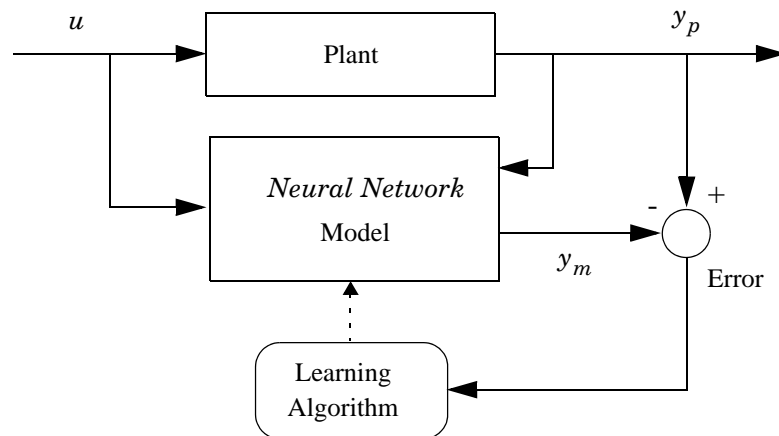 u
y_p
Plant
Neural Network
Model
- +
y_m
Error
Learning
Algorithm